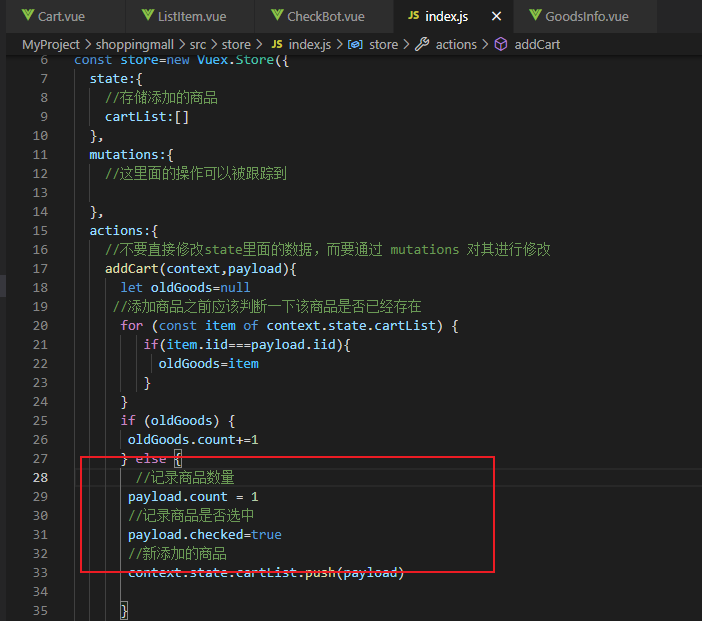 Cart.vue ListItem.vue CheckBot.vue JS index.js × GoodsInfo.vue
MyProject > shoppingmall > src > store > JS index.js > store > actions > addCart
6 const store=new Vuex.Store({
7 state:{
8 //存储添加的商品
9 cartList:[]
10 },
11 mutations:{
12 //这里面的操作可以被跟踪到
13
14 },
15 actions:{
16 //不要直接修改state里面的数据，而要通过 mutations 对其进行修改
17 addCart(context,payload){
18 let oldGoods=null
19 //添加商品之前应该判断一下该商品是否已经存在
20 for (const item of context.state.cartList) {
21 if(item.iid===payload.iid){
22 oldGoods=item
23 }
24 }
25 if (oldGoods) {
26 oldGoods.count+=1
27 } else {
28 //记录商品数量
29 payload.count = 1
30 //记录商品是否选中
31 payload.checked=true
32 //新添加的商品
33 context.state.cartList.push(payload)
34
35 }